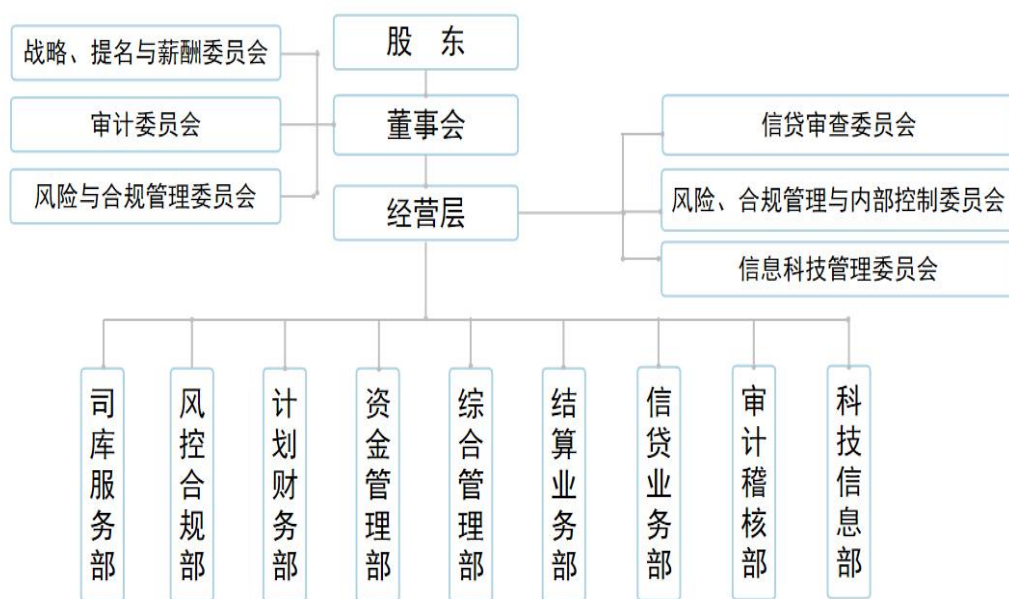 股 东
战略、提名与薪酬委员会
审计委员会
风险与合规管理委员会
董事会
经营层
信贷审查委员会
风险、合规管理与内部控制委员会
信息科技管理委员会
司库服务部
风控合规部
计划财务部
资金管理部
综合管理部
结算业务部
信贷业务部
审计稽核部
科技信息部